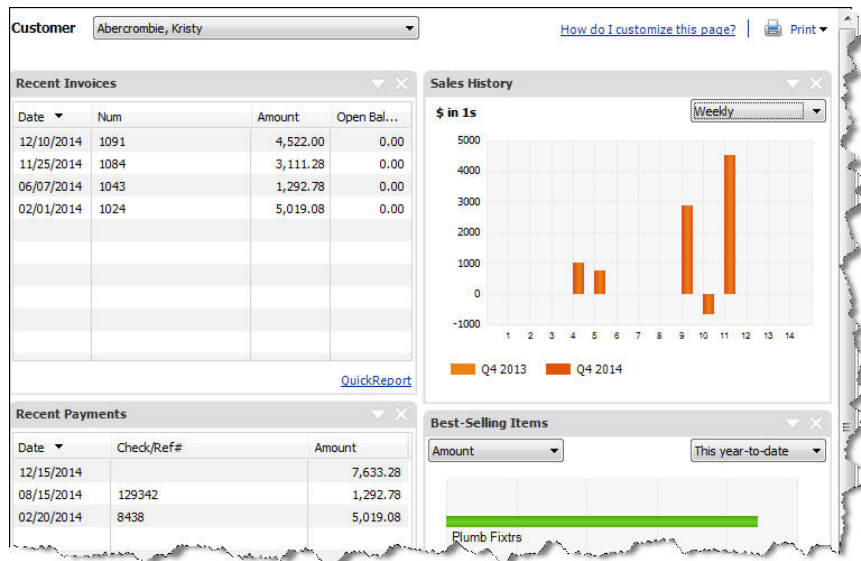 Customer Abercrombie, Kristy How do I customize this page? Print
Recent Invoices
Date Num Amount Open Bal...
12/10/2014 1091 4,522.00 0.00
11/25/2014 1084 3,111.28 0.00
06/07/2014 1043 1,292.78 0.00
02/01/2014 1024 5,019.08 0.00
QuickReport
Sales History
$ in 1s Weekly
5000
4000
3000
2000
1000
0
-1000
1 2 3 4 5 6 7 8 9 10 11 12 13 14
Q4 2013 Q4 2014
Recent Payments
Date Check/Ref# Amount
12/15/2014 7,633.28
08/15/2014 129342 1,292.78
02/20/2014 8438 5,019.08
Best-Selling Items
Amount This year-to-date
Plumb Fixtrs